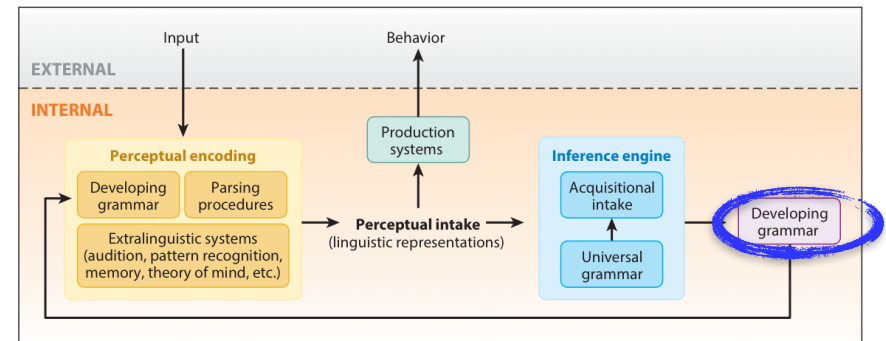 Input
Behavior
EXTERNAL
INTERNAL
Production
systems
Perceptual encoding
Developing
grammar
Parsing
procedures
Extralinguistic systems
(audition, pattern recognition,
memory, theory of mind, etc.)
Perceptual intake
(linguistic representations)
Inference engine
Acquisitional
intake
Universal
grammar
Developing
grammar